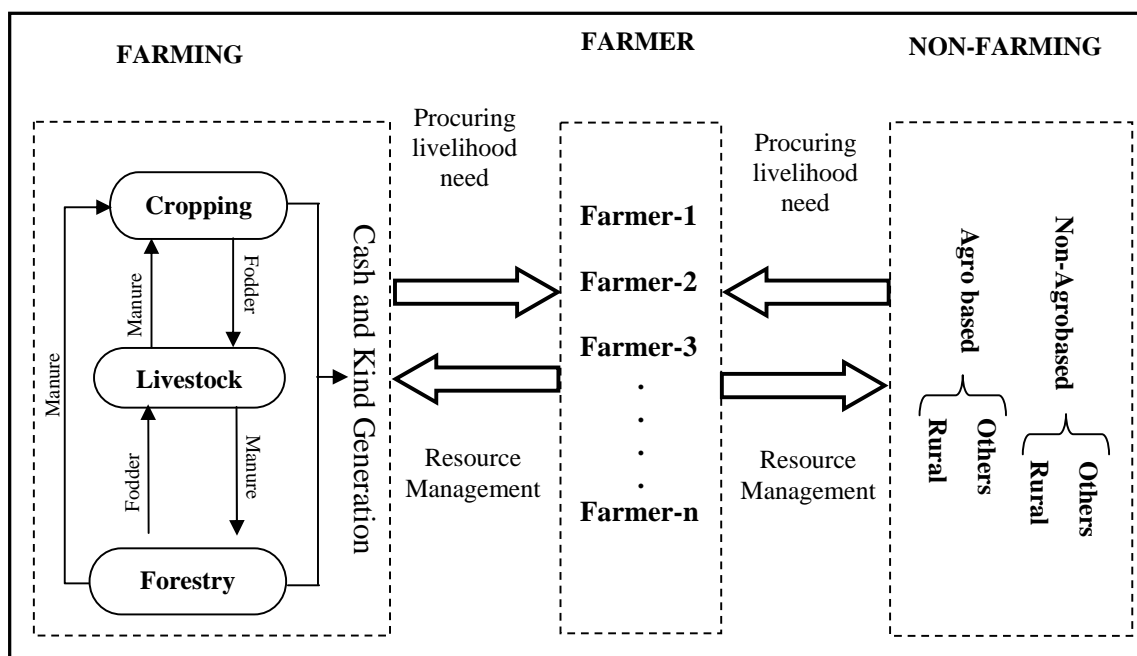 FARMING
FARMER
NON-FARMING
Procuring
livelihood
need
Procuring
livelihood
need
Cropping
Manure
Fodder
Manure
Livestock
Fodder
Manure
Forestry
Cash and Kind Generation
Farmer-1
Farmer-2
Farmer-3
.
.
.
.
Farmer-n
Resource
Management
Resource
Management
Agro based
Rural
Others
Non-Agrobased
Rural
Others